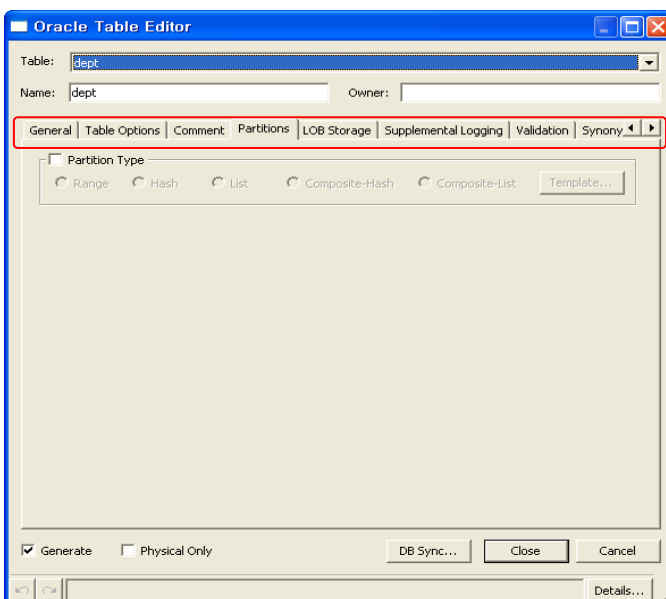 Oracle Table Editor
Table: dept
Name: dept Owner:
General Table Options Comment Partitions LOB Storage Supplemental Logging Validation Synony
Partition Type
Range Hash List Composite-Hash Composite-List Template...
Generate Physical Only DB Sync... Close Cancel
Details...